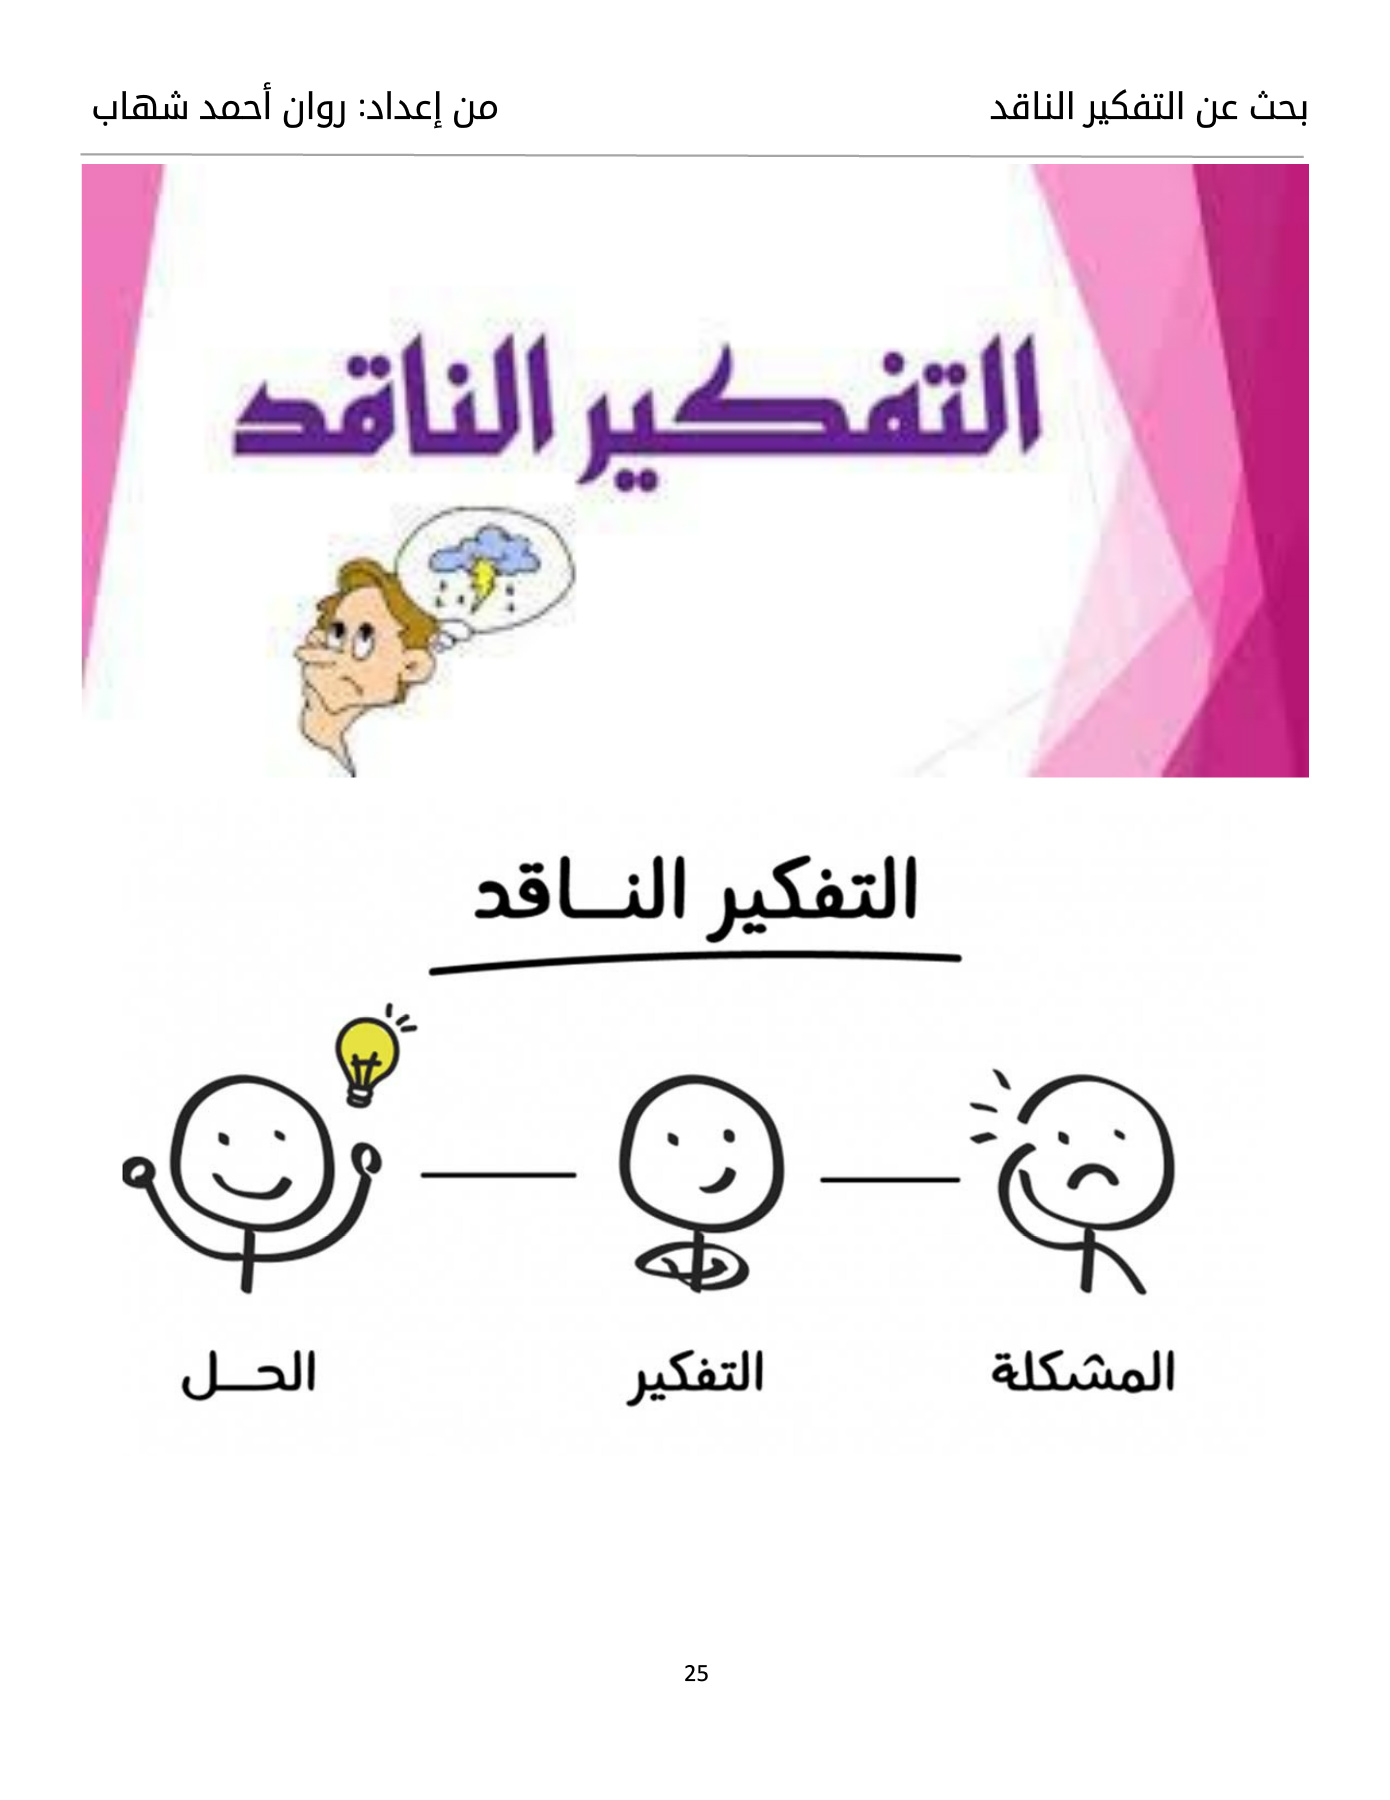 بحث عن التفكير الناقد من إعداد: روان أحمد شهاب
التفكير الناقد
التفكير النــاقد
المشكلة التفكير الحــل
25